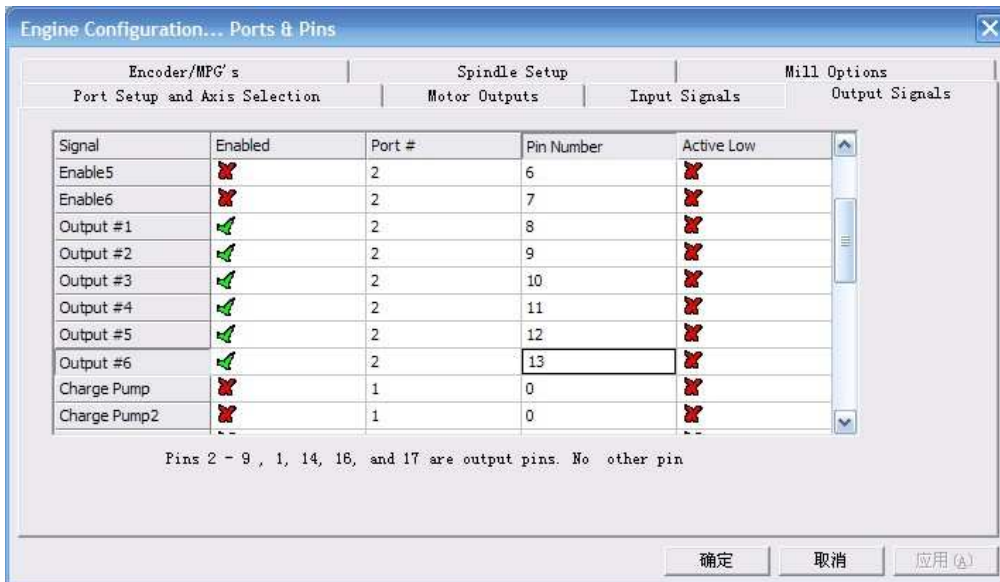 Engine Configuration... Ports & Pins
Encoder/MPG's Spindle Setup Mill Options
Port Setup and Axis Selection Motor Outputs Input Signals Output Signals
Signal Enabled Port # Pin Number Active Low
Enable5 2 6
Enable6 2 7
Output #1 2 8
Output #2 2 9
Output #3 2 10
Output #4 2 11
Output #5 2 12
Output #6 2 13
Charge Pump 1 0
Charge Pump2 1 0
Pins 2 - 9 , 1, 14, 16, and 17 are output pins. No other pin
确定 取消 应用(A)